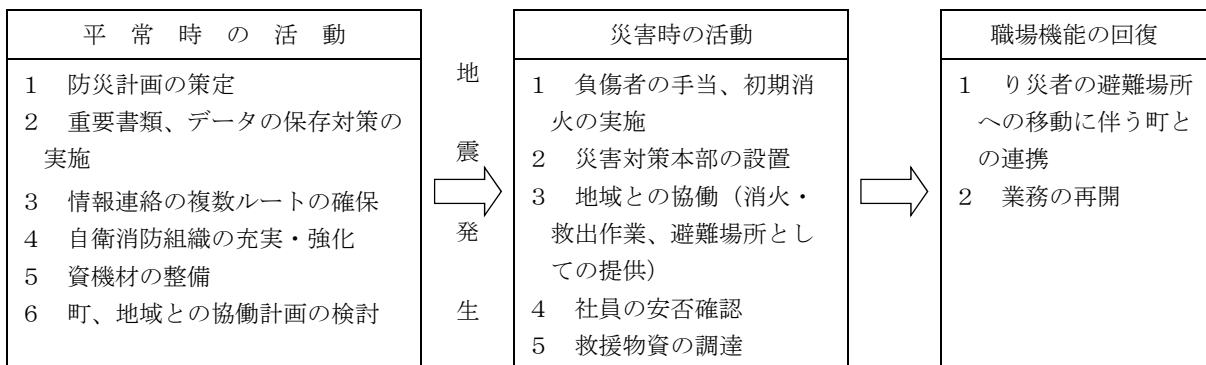 平常時の活動
1 防災計画の策定
2 重要書類、データの保存対策の
実施
3 情報連絡の複数ルートの確保
4 自衛消防組織の充実・強化
5 資機材の整備
6 町、地域との協働計画の検討
地
震
発
生
災害時の活動
1 負傷者の手当、初期消
火の実施
2 災害対策本部の設置
3 地域との協働(消火・
救出作業、避難場所とし
ての提供)
4 社員の安否確認
5 救援物資の調達
職場機能の回復
1 り災者の避難場所
への移動に伴う町と
の連携
2 業務の再開